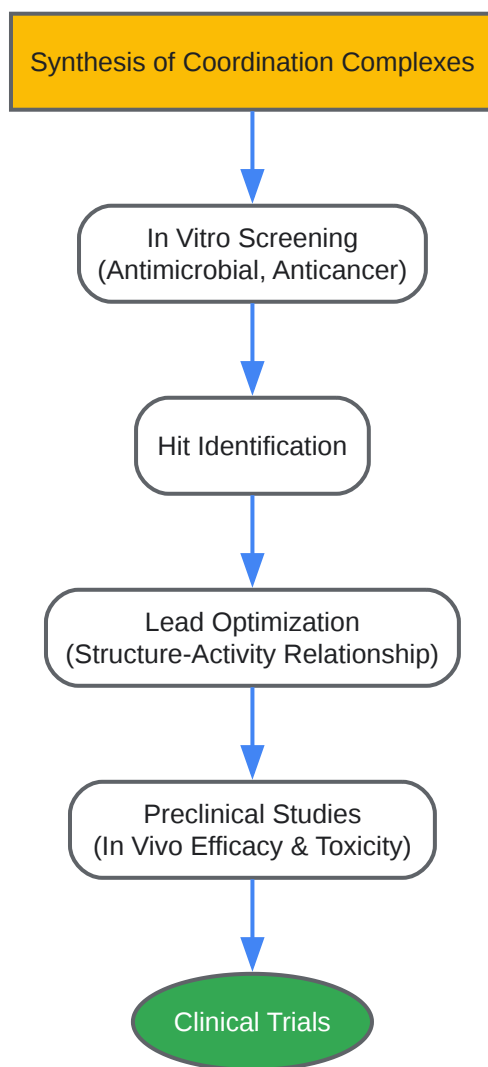 Synthesis of Coordination Complexes
In Vitro Screening
(Antimicrobial, Anticancer)
Hit Identification
Lead Optimization
(Structure-Activity Relationship)
Preclinical Studies
(In Vivo Efficacy & Toxicity)
Clinical Trials